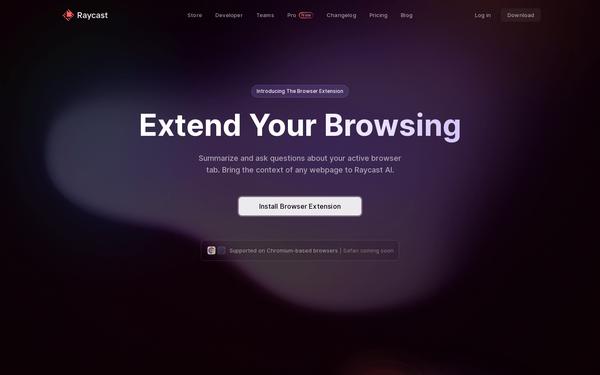 Raycast
Store Developer Teams Pro New Changelog Pricing Blog
Log in Download
Introducing The Browser Extension
Extend Your Browsing
Summarize and ask questions about your active browser
tab. Bring the context of any webpage to Raycast AI.
Install Browser Extension
Supported on Chromium-based browsers | Safari coming soon